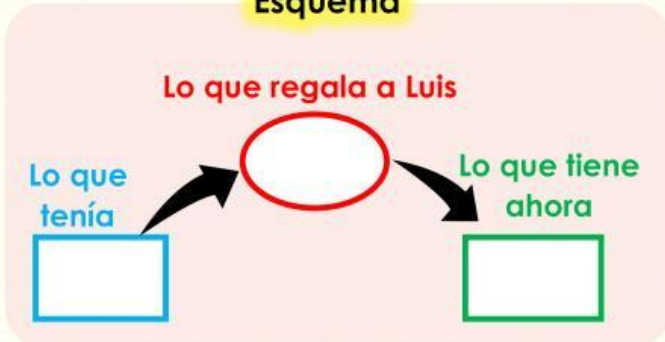 Esquema
Lo que regala a Luis
Lo que
tenía
Lo que tiene
ahora